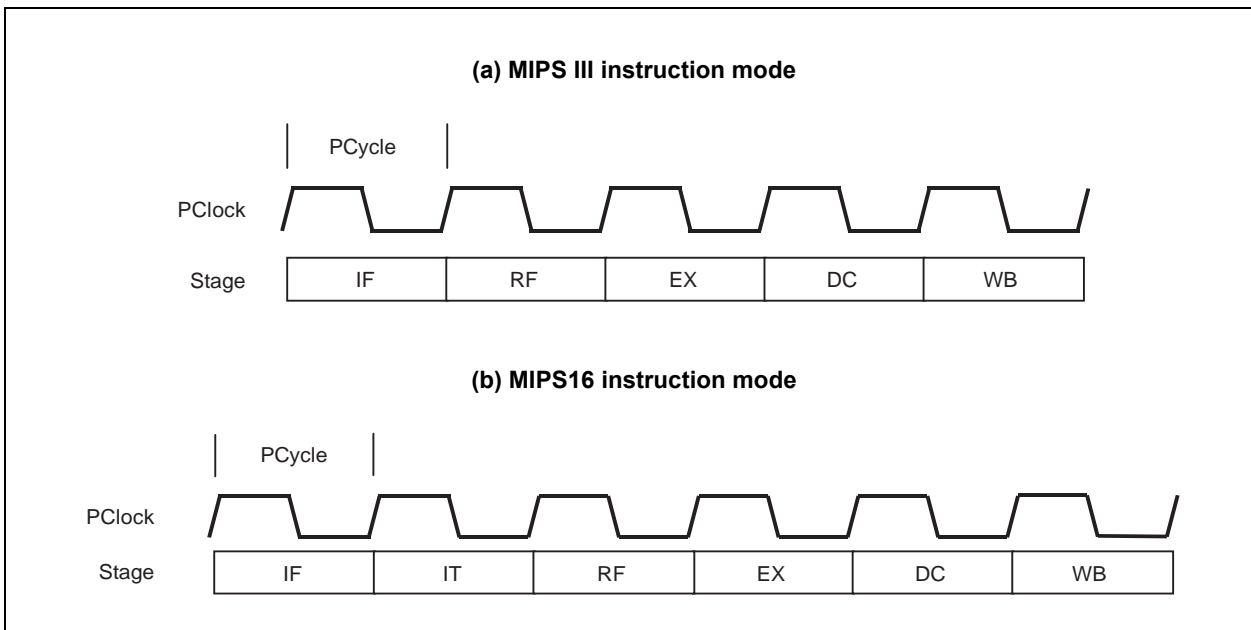 (a) MIPS III instruction mode
PCycle
PClock
Stage IF RF EX DC WB
(b) MIPS16 instruction mode
PCycle
PClock
Stage IF IT RF EX DC WB